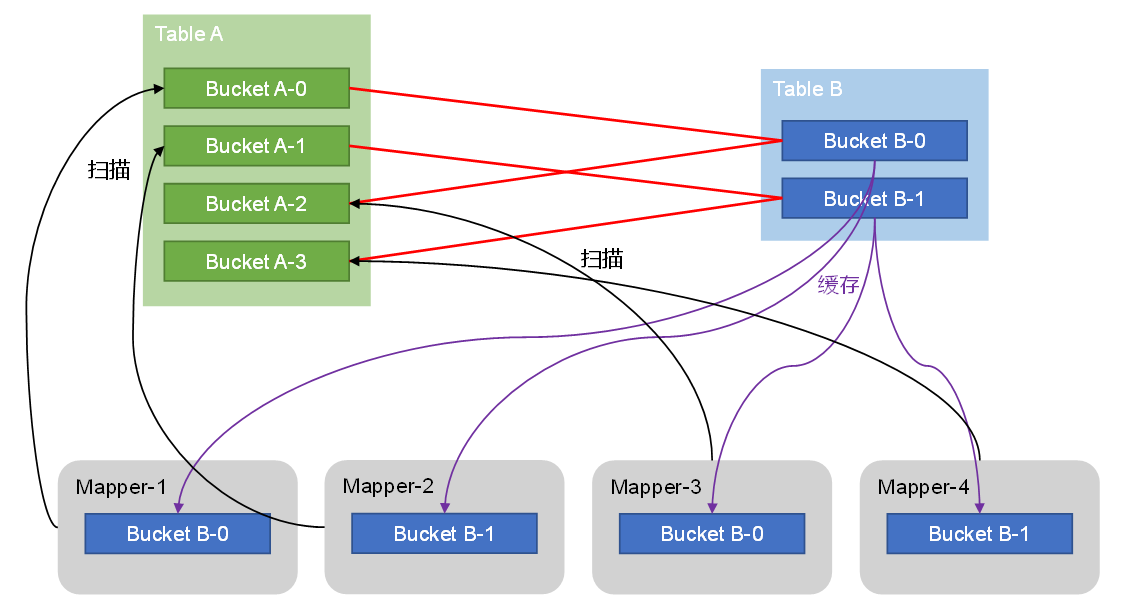 Table A
Bucket A-0
Bucket A-1
Bucket A-2
Bucket A-3
扫描
Table B
Bucket B-0
Bucket B-1
扫描
缓存
Mapper-1
Bucket B-0
Mapper-2
Bucket B-1
Mapper-3
Bucket B-0
Mapper-4
Bucket B-1